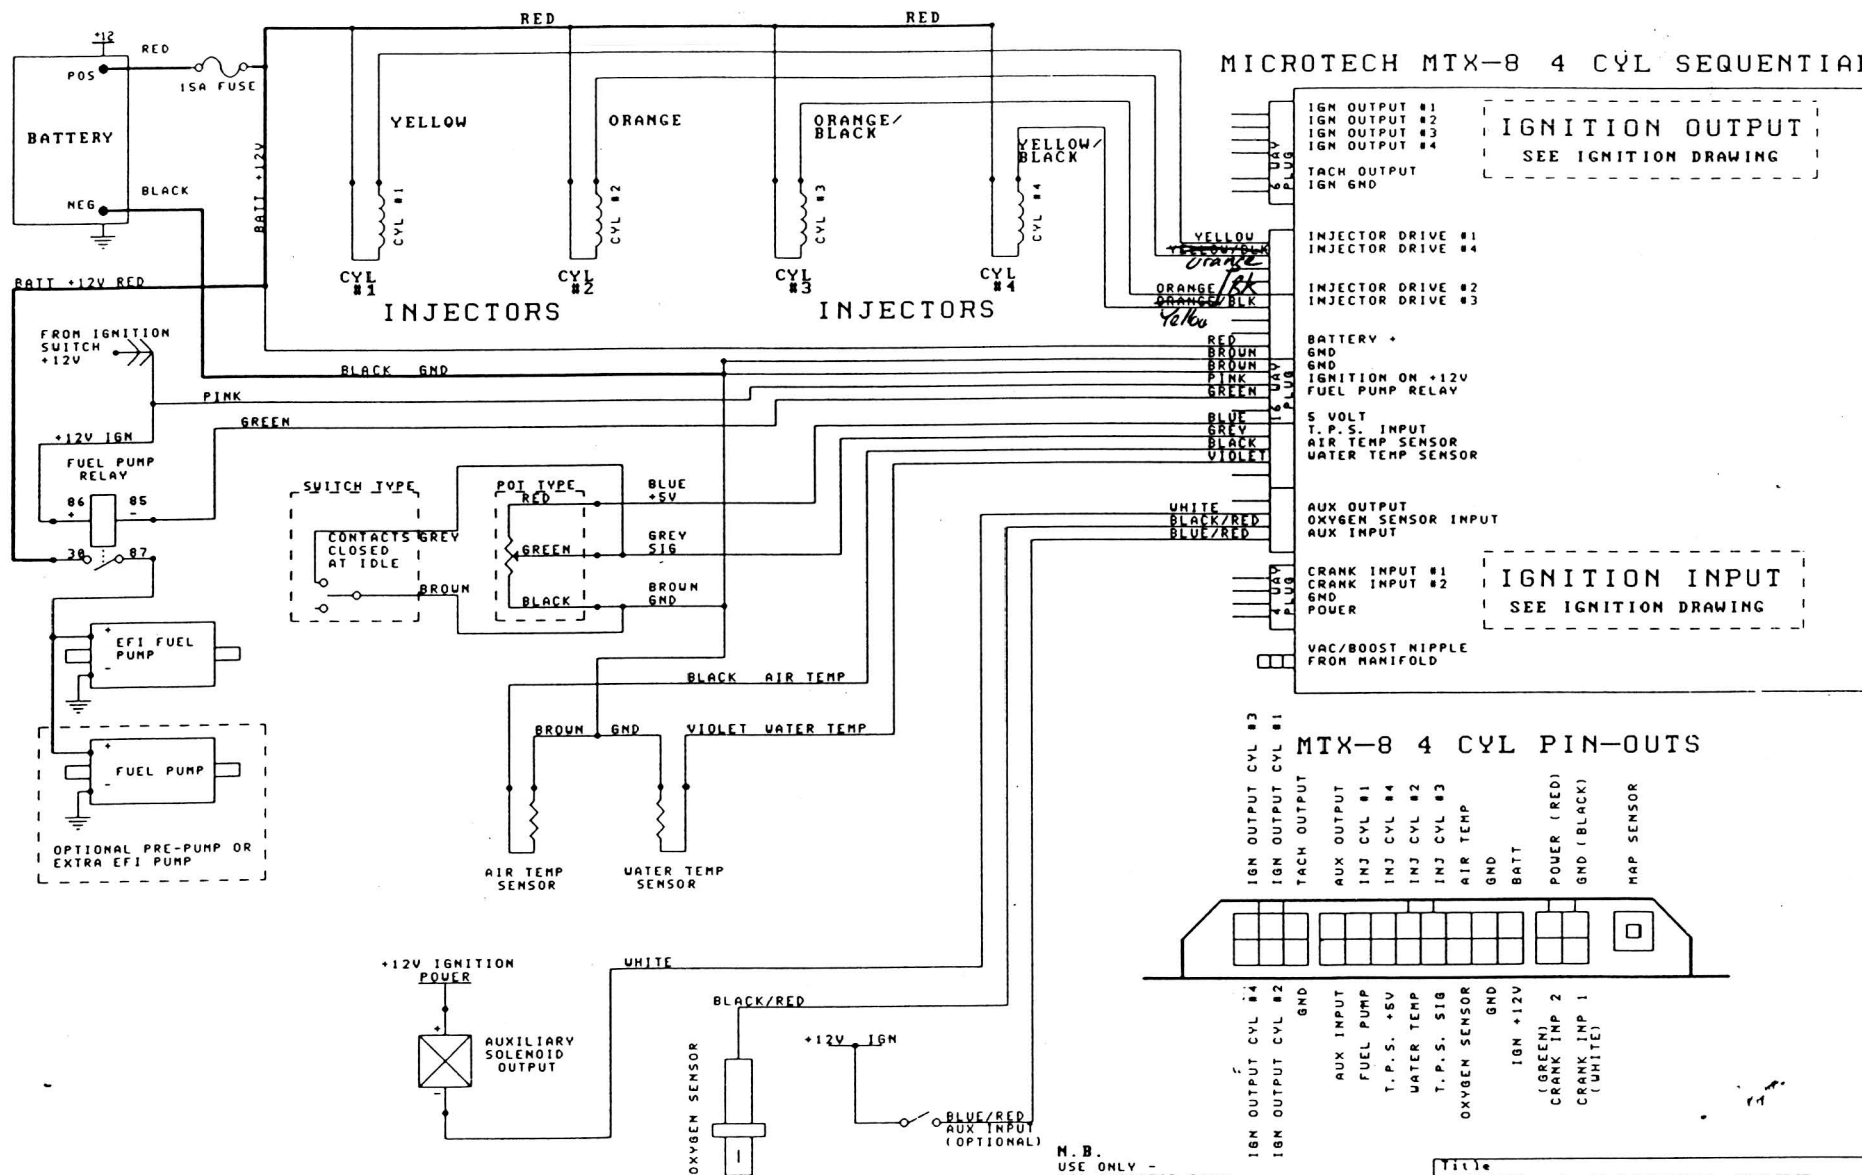 RED
RED
+12
RED
POS
15A FUSE
BATTERY
BLACK
NEG
BATT +12V
YELLOW
ORANGE
ORANGE/
BLACK
YELLOW/
BLACK
CYL #1
CYL #2
CYL #3
CYL #4
CYL
#1
CYL
#2
CYL
#3
CYL
#4
INJECTORS
INJECTORS
BATT +12V RED
FROM IGNITION
SWITCH
+12V
BLACK GND
PINK
GREEN
+12V IGN
FUEL PUMP
RELAY
86
+
85
-
30
87
EFI FUEL
PUMP
+
-
FUEL PUMP
+
-
OPTIONAL PRE-PUMP OR
EXTRA EFI PUMP
SWITCH TYPE
CONTACTS
CLOSED
AT IDLE
GREY
BROWN
POT TYPE
RED
GREEN
BLACK
BLUE
+5V
GREY
SIG
BROWN
GND
BLACK AIR TEMP
BROWN GND
VIOLET WATER TEMP
AIR TEMP
SENSOR
WATER TEMP
SENSOR
+12V IGNITION
POWER
+
-
AUXILIARY
SOLENOID
OUTPUT
WHITE
BLACK/RED
OXYGEN SENSOR
+12V IGN
BLUE/RED
AUX INPUT
(OPTIONAL)
N.B.
USE ONLY -
MICROTECH MTX-8 4 CYL SEQUENTIAL
6 WAY
PLUG
IGN OUTPUT #1
IGN OUTPUT #2
IGN OUTPUT #3
IGN OUTPUT #4
TACH OUTPUT
IGN GND
IGNITION OUTPUT
SEE IGNITION DRAWING
YELLOW
YELLOW/BLK
Orange
ORANGE
/BK
ORANGE/BLK
Yellow
RED
BROWN
BROWN
PINK
GREEN
BLUE
GREY
BLACK
VIOLET
16 WAY
PLUG
INJECTOR DRIVE #1
INJECTOR DRIVE #4
INJECTOR DRIVE #2
INJECTOR DRIVE #3
BATTERY +
GND
GND
IGNITION ON +12V
FUEL PUMP RELAY
5 VOLT
T.P.S. INPUT
AIR TEMP SENSOR
WATER TEMP SENSOR
WHITE
BLACK/RED
BLUE/RED
AUX OUTPUT
OXYGEN SENSOR INPUT
AUX INPUT
4 WAY
PLUG
CRANK INPUT #1
CRANK INPUT #2
GND
POWER
IGNITION INPUT
SEE IGNITION DRAWING
VAC/BOOST NIPPLE
FROM MANIFOLD
MTX-8 4 CYL PIN-OUTS
IGN OUTPUT CYL #3
IGN OUTPUT CYL #1
TACH OUTPUT
AUX OUTPUT
INJ CYL #1
INJ CYL #4
INJ CYL #2
INJ CYL #3
AIR TEMP
GND
BATT
POWER (RED)
GND (BLACK)
MAP SENSOR
IGN OUTPUT CYL #4
IGN OUTPUT CYL #2
GND
AUX INPUT
FUEL PUMP
T.P.S. +5V
WATER TEMP
T.P.S. SIG
OXYGEN SENSOR
GND
IGN +12V
(GREEN)
CRANK INP 2
CRANK INP 1
(WHITE)
Title